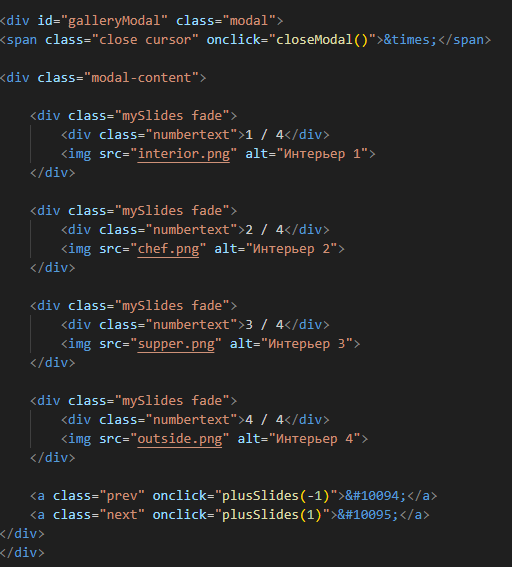 <div id="galleryModal" class="modal">
<span class="close cursor" onclick="closeModal()">&times;</span>
<div class="modal-content">
<div class="mySlides fade">
<div class="numbertext">1 / 4</div>
<img src="interior.png" alt="Интерьер 1">
</div>
<div class="mySlides fade">
<div class="numbertext">2 / 4</div>
<img src="chef.png" alt="Интерьер 2">
</div>
<div class="mySlides fade">
<div class="numbertext">3 / 4</div>
<img src="supper.png" alt="Интерьер 3">
</div>
<div class="mySlides fade">
<div class="numbertext">4 / 4</div>
<img src="outside.png" alt="Интерьер 4">
</div>
<a class="prev" onclick="plusSlides(-1)">&#10094;</a>
<a class="next" onclick="plusSlides(1)">&#10095;</a>
</div>
</div>